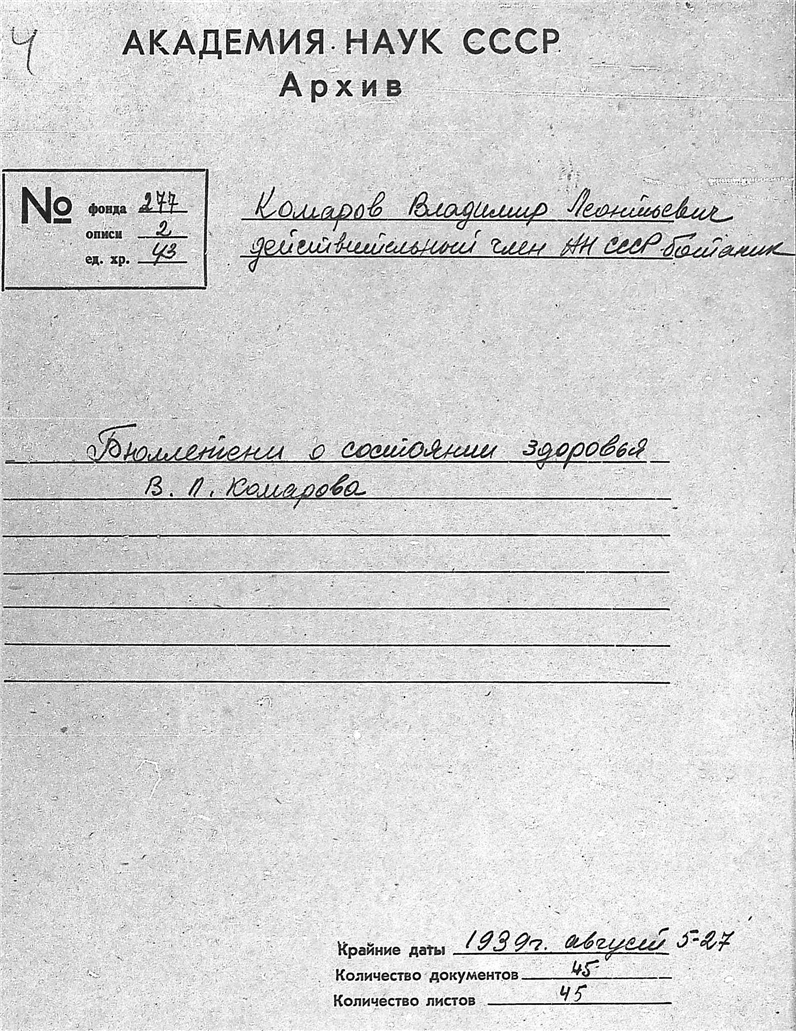 Ч
АКАДЕМИЯ НАУК СССР
Архив
№ фонда 277
описи 2
ед. хр. 43
Комаров Владимир Леонтьевич
действительный член АН СССР ботаник
Бюллетени о состоянии здоровья
В. Л. Комарова
Крайние даты 1939г. август 5-27
Количество документов 45
Количество листов 45